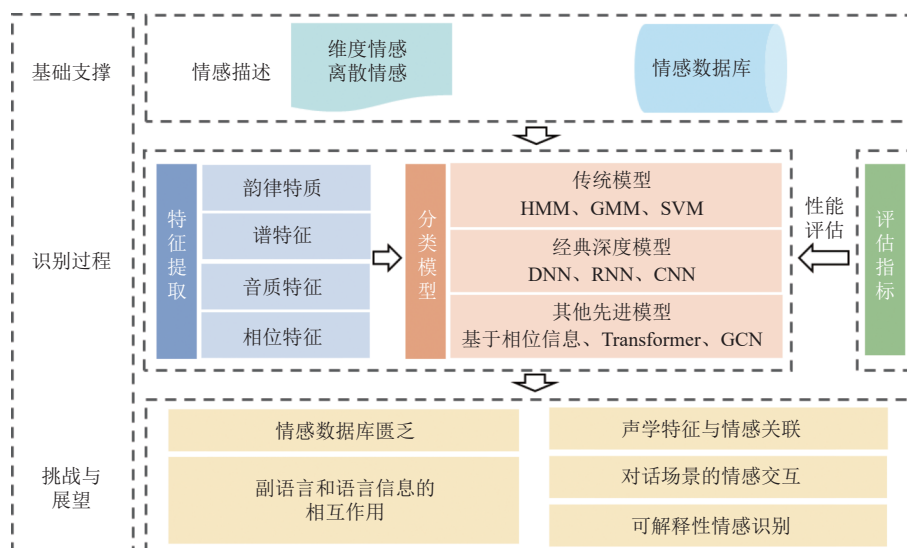 基础支撑
情感描述
维度情感
离散情感
情感数据库
识别过程
特征提取
韵律特质
谱特征
音质特征
相位特征
分类模型
传统模型
HMM、GMM、SVM
经典深度模型
DNN、RNN、CNN
其他先进模型
基于相位信息、Transformer、GCN
性能
评估
评估指标
挑战与
展望
情感数据库匮乏
副语言和语言信息的
相互作用
声学特征与情感关联
对话场景的情感交互
可解释性情感识别